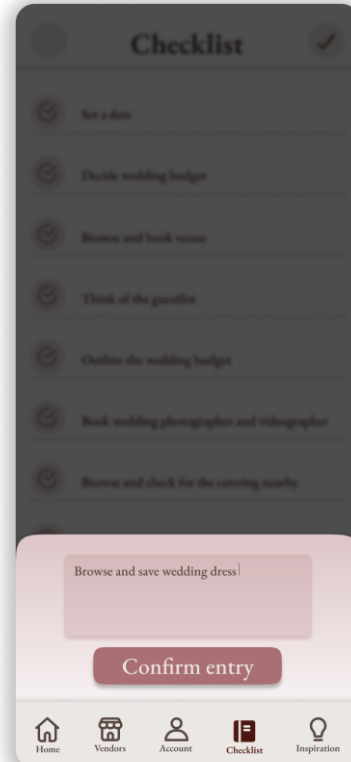 Checklist
Set a date
Decide wedding budget
Browse and book venue
Think of the guestlist
Outline the wedding budget
Book wedding photographer and videographer
Browse and check for the catering nearby
Browse and save wedding dress
Confirm entry
Home
Vendors
Account
Checklist
Inspiration